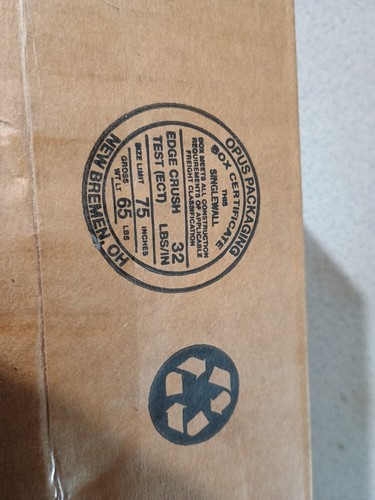 OPUS PACKAGING
BOX CERTIFICATE
THIS
SINGLEWALL
BOX MEETS ALL CONSTRUCTION
REQUIREMENTS OF APPLICABLE
FREIGHT CLASSIFICATION
EDGE CRUSH
TEST (ECT) 32 LBS/IN
SIZE LIMIT 75 INCHES
GROSS
WT LT 65 LBS
NEW BREMEN, OH